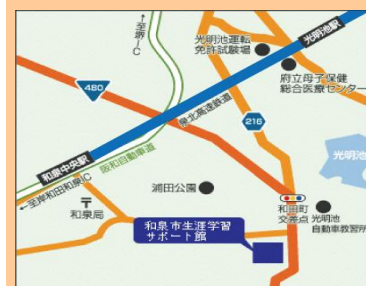 至堺IC
光明池運転
免許試験場
光明池駅
府立母子保健
総合医療センター
480
泉北高速鉄道
216
光明池
和泉中央駅
阪和自動車道
至岸和田和泉IC
〒
和泉局
浦田公園
和田町
交差点
光明池
自動車教習所
和泉市生涯学習
サポート館